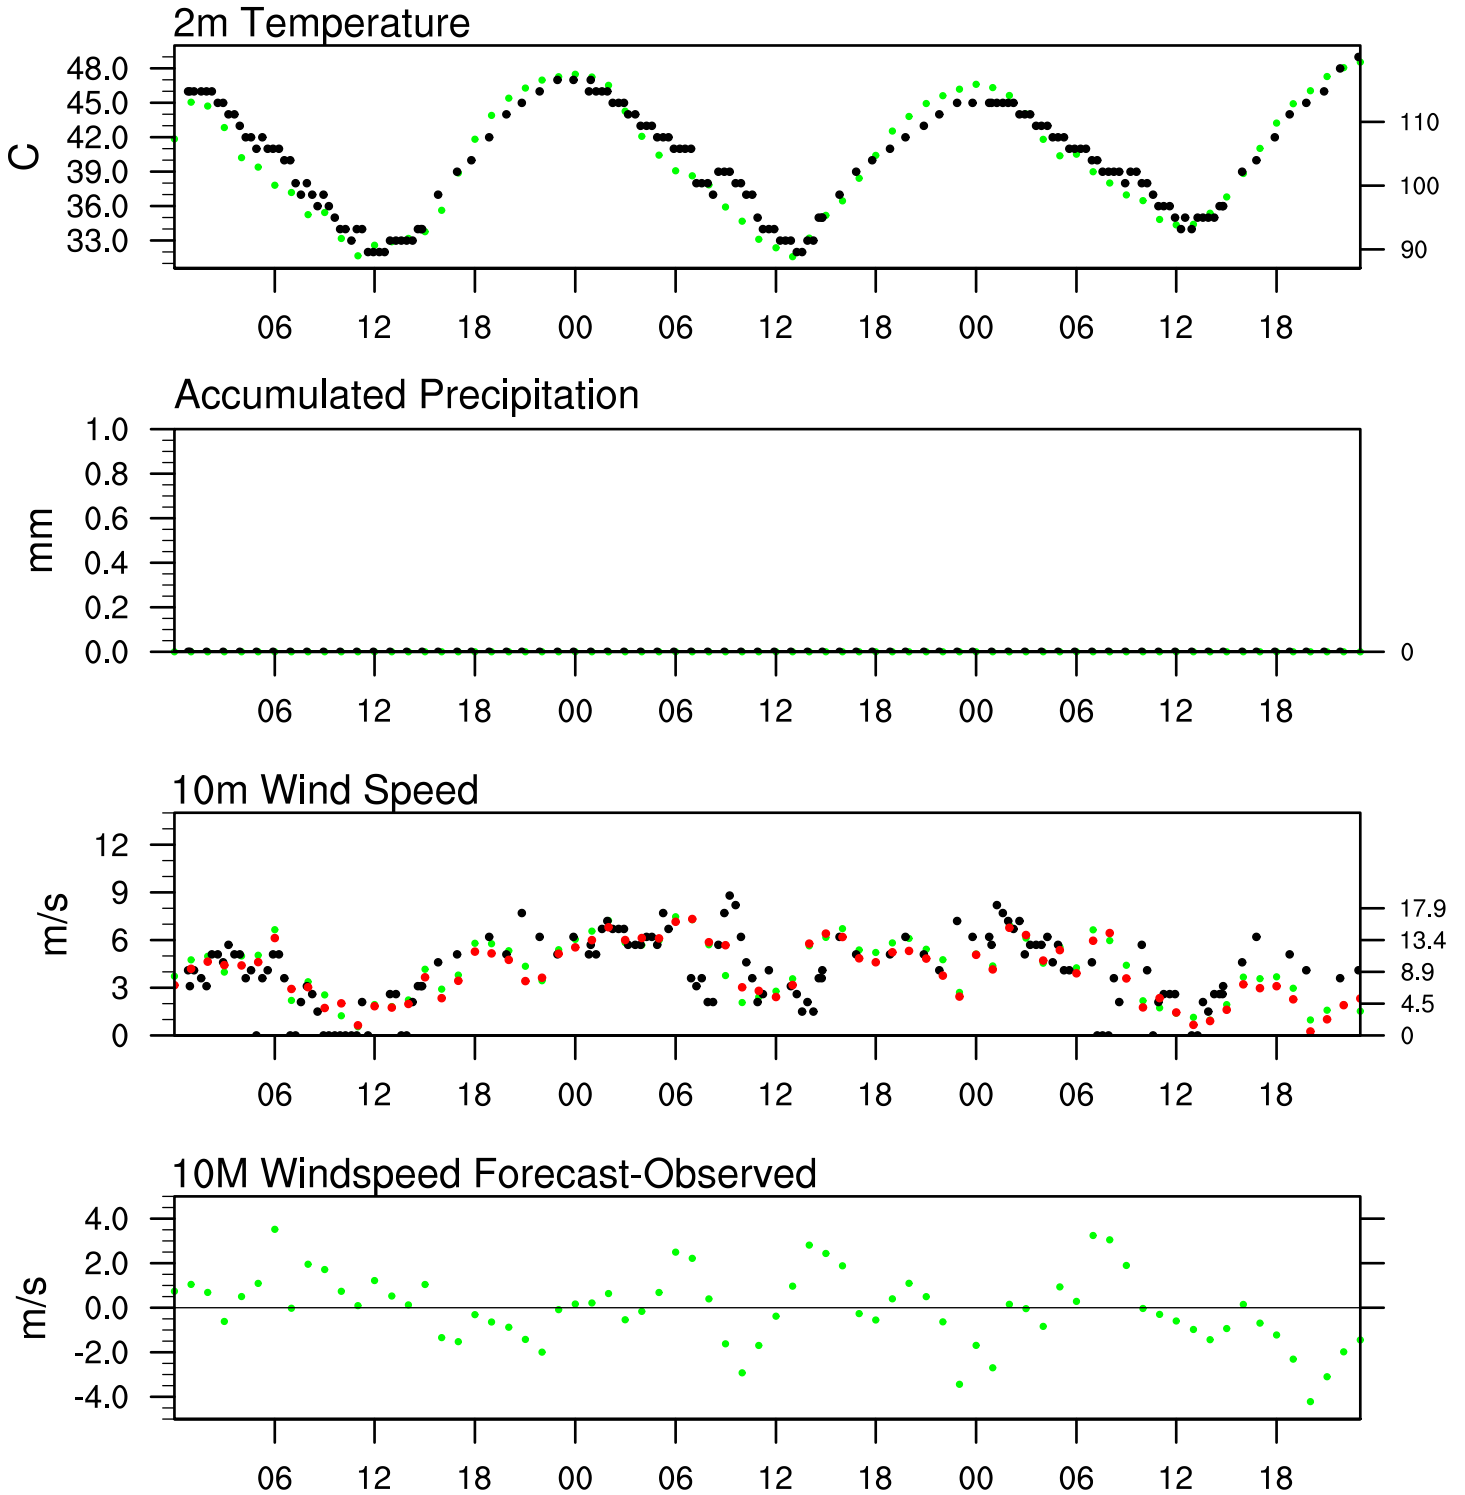 2m Temperature
48.0
45.0
42.0
39.0
36.0
33.0
C
110
100
90
06 12 18 00 06 12 18 00 06 12 18
Accumulated Precipitation
1.0
0.8
0.6
0.4
0.2
0.0
mm
0
06 12 18 00 06 12 18 00 06 12 18
10m Wind Speed
12
9
6
3
0
m/s
17.9
13.4
8.9
4.5
0
06 12 18 00 06 12 18 00 06 12 18
10M Windspeed Forecast-Observed
4.0
2.0
0.0
-2.0
-4.0
m/s
06 12 18 00 06 12 18 00 06 12 18